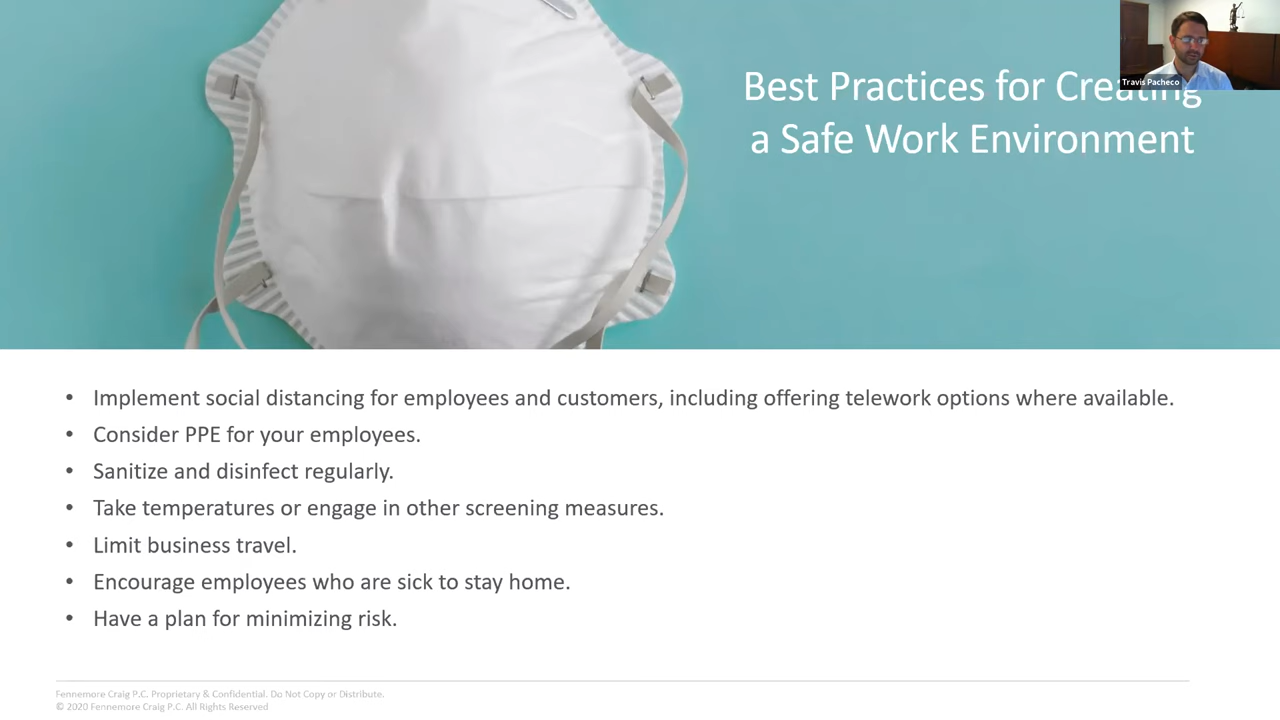 Travis Pacheco
Best Practices for Creating
a Safe Work Environment
• Implement social distancing for employees and customers, including offering telework options where available.
• Consider PPE for your employees.
• Sanitize and disinfect regularly.
• Take temperatures or engage in other screening measures.
• Limit business travel.
• Encourage employees who are sick to stay home.
• Have a plan for minimizing risk.
Fennemore Craig P.C. Proprietary & Confidential. Do Not Copy or Distribute.
© 2020 Fennemore Craig P.C. All Rights Reserved